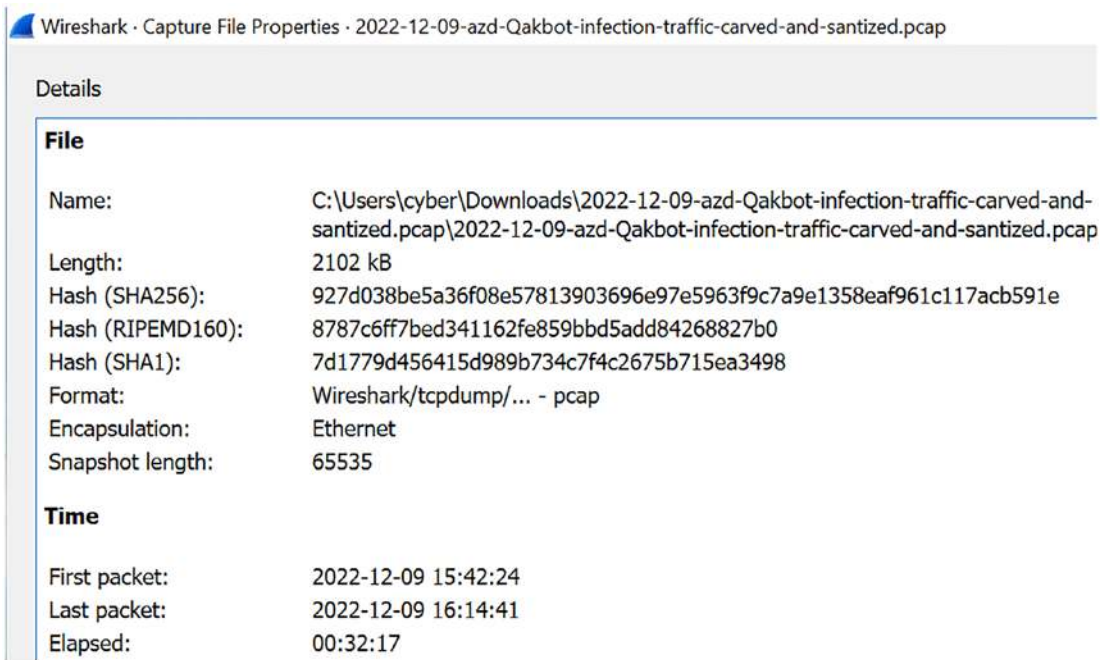 Wireshark · Capture File Properties · 2022-12-09-azd-Qakbot-infection-traffic-carved-and-santized.pcap
Details
File
Name: C:\Users\cyber\Downloads\2022-12-09-azd-Qakbot-infection-traffic-carved-and-
santized.pcap\2022-12-09-azd-Qakbot-infection-traffic-carved-and-santized.pcap
Length: 2102 kB
Hash (SHA256): 927d038be5a36f08e57813903696e97e5963f9c7a9e1358eaf961c117acb591e
Hash (RIPEMD160): 8787c6ff7bed341162fe859bbd5add84268827b0
Hash (SHA1): 7d1779d456415d989b734c7f4c2675b715ea3498
Format: Wireshark/tcpdump/... - pcap
Encapsulation: Ethernet
Snapshot length: 65535
Time
First packet: 2022-12-09 15:42:24
Last packet: 2022-12-09 16:14:41
Elapsed: 00:32:17